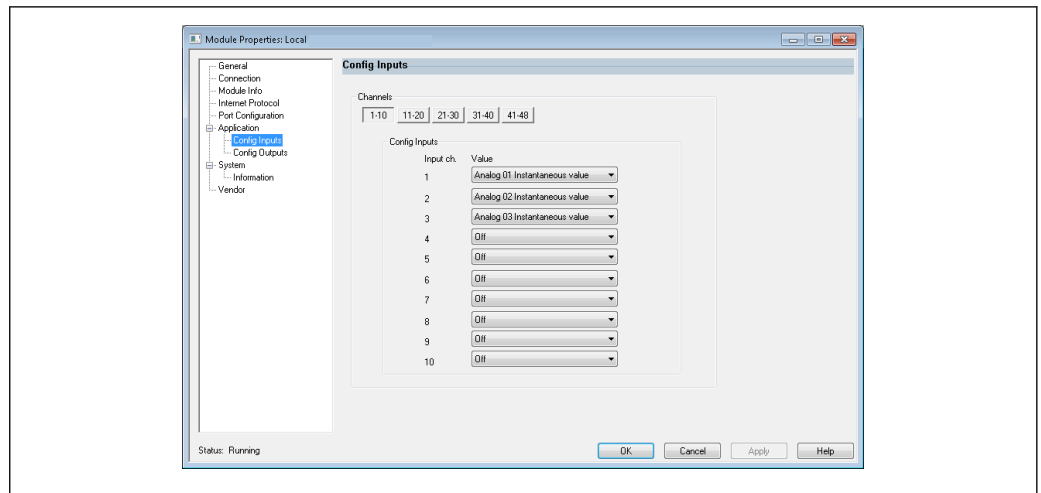 Module Properties: Local
General
Connection
Module Info
Internet Protocol
Port Configuration
Application
Config Inputs
Config Outputs
System
Information
Vendor
Config Inputs
Channels
1-10 11-20 21-30 31-40 41-48
Config Inputs
Input ch. Value
1 Analog 01 Instantaneous value
2 Analog 02 Instantaneous value
3 Analog 03 Instantaneous value
4 Off
5 Off
6 Off
7 Off
8 Off
9 Off
10 Off
Status: Running
OK Cancel Apply Help